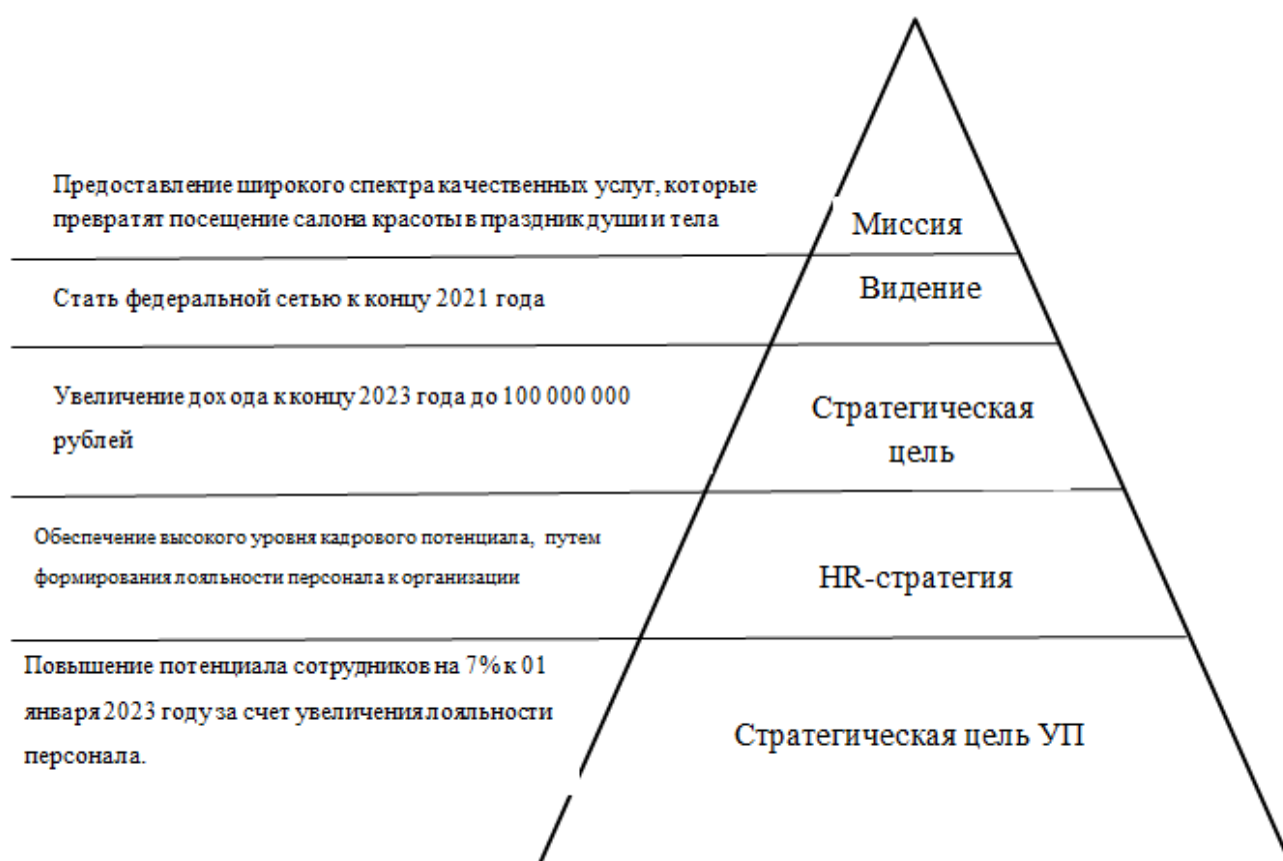 Предоставление широкого спектра качественных услуг, которые
превратят посещение салона красоты в праздник души и тела
Миссия
Стать федеральной сетью к концу 2021 года
Видение
Увеличение дохода к концу 2023 года до 100 000 000
рублей
Стратегическая
цель
Обеспечение высокого уровня кадрового потенциала, путем
формирования лояльности персонала к организации
HR-стратегия
Повышение потенциала сотрудников на 7% к 01
января 2023 году за счет увеличения лояльности
персонала.
Стратегическая цель УП